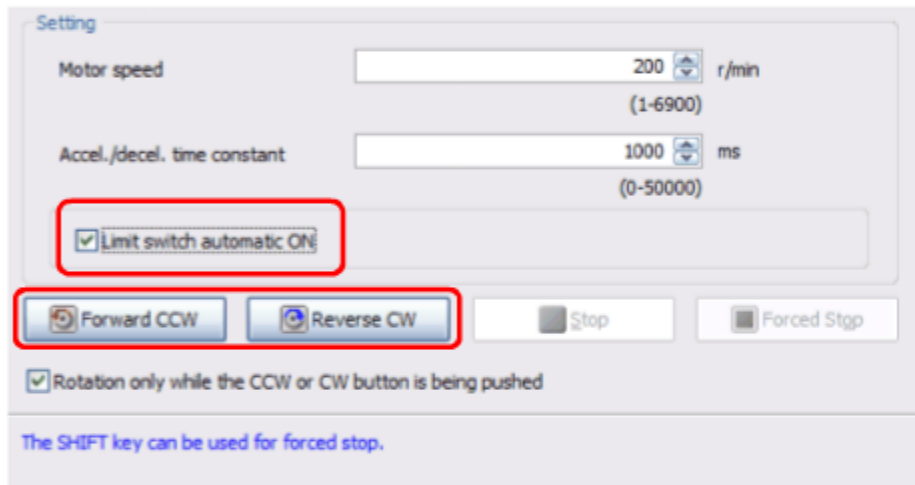 Setting
Motor speed 200 r/min
(1-6900)
Accel./decel. time constant 1000 ms
(0-50000)
Limit switch automatic ON
Forward CCW Reverse CW Stop Forced Stop
Rotation only while the CCW or CW button is being pushed
The SHIFT key can be used for forced stop.